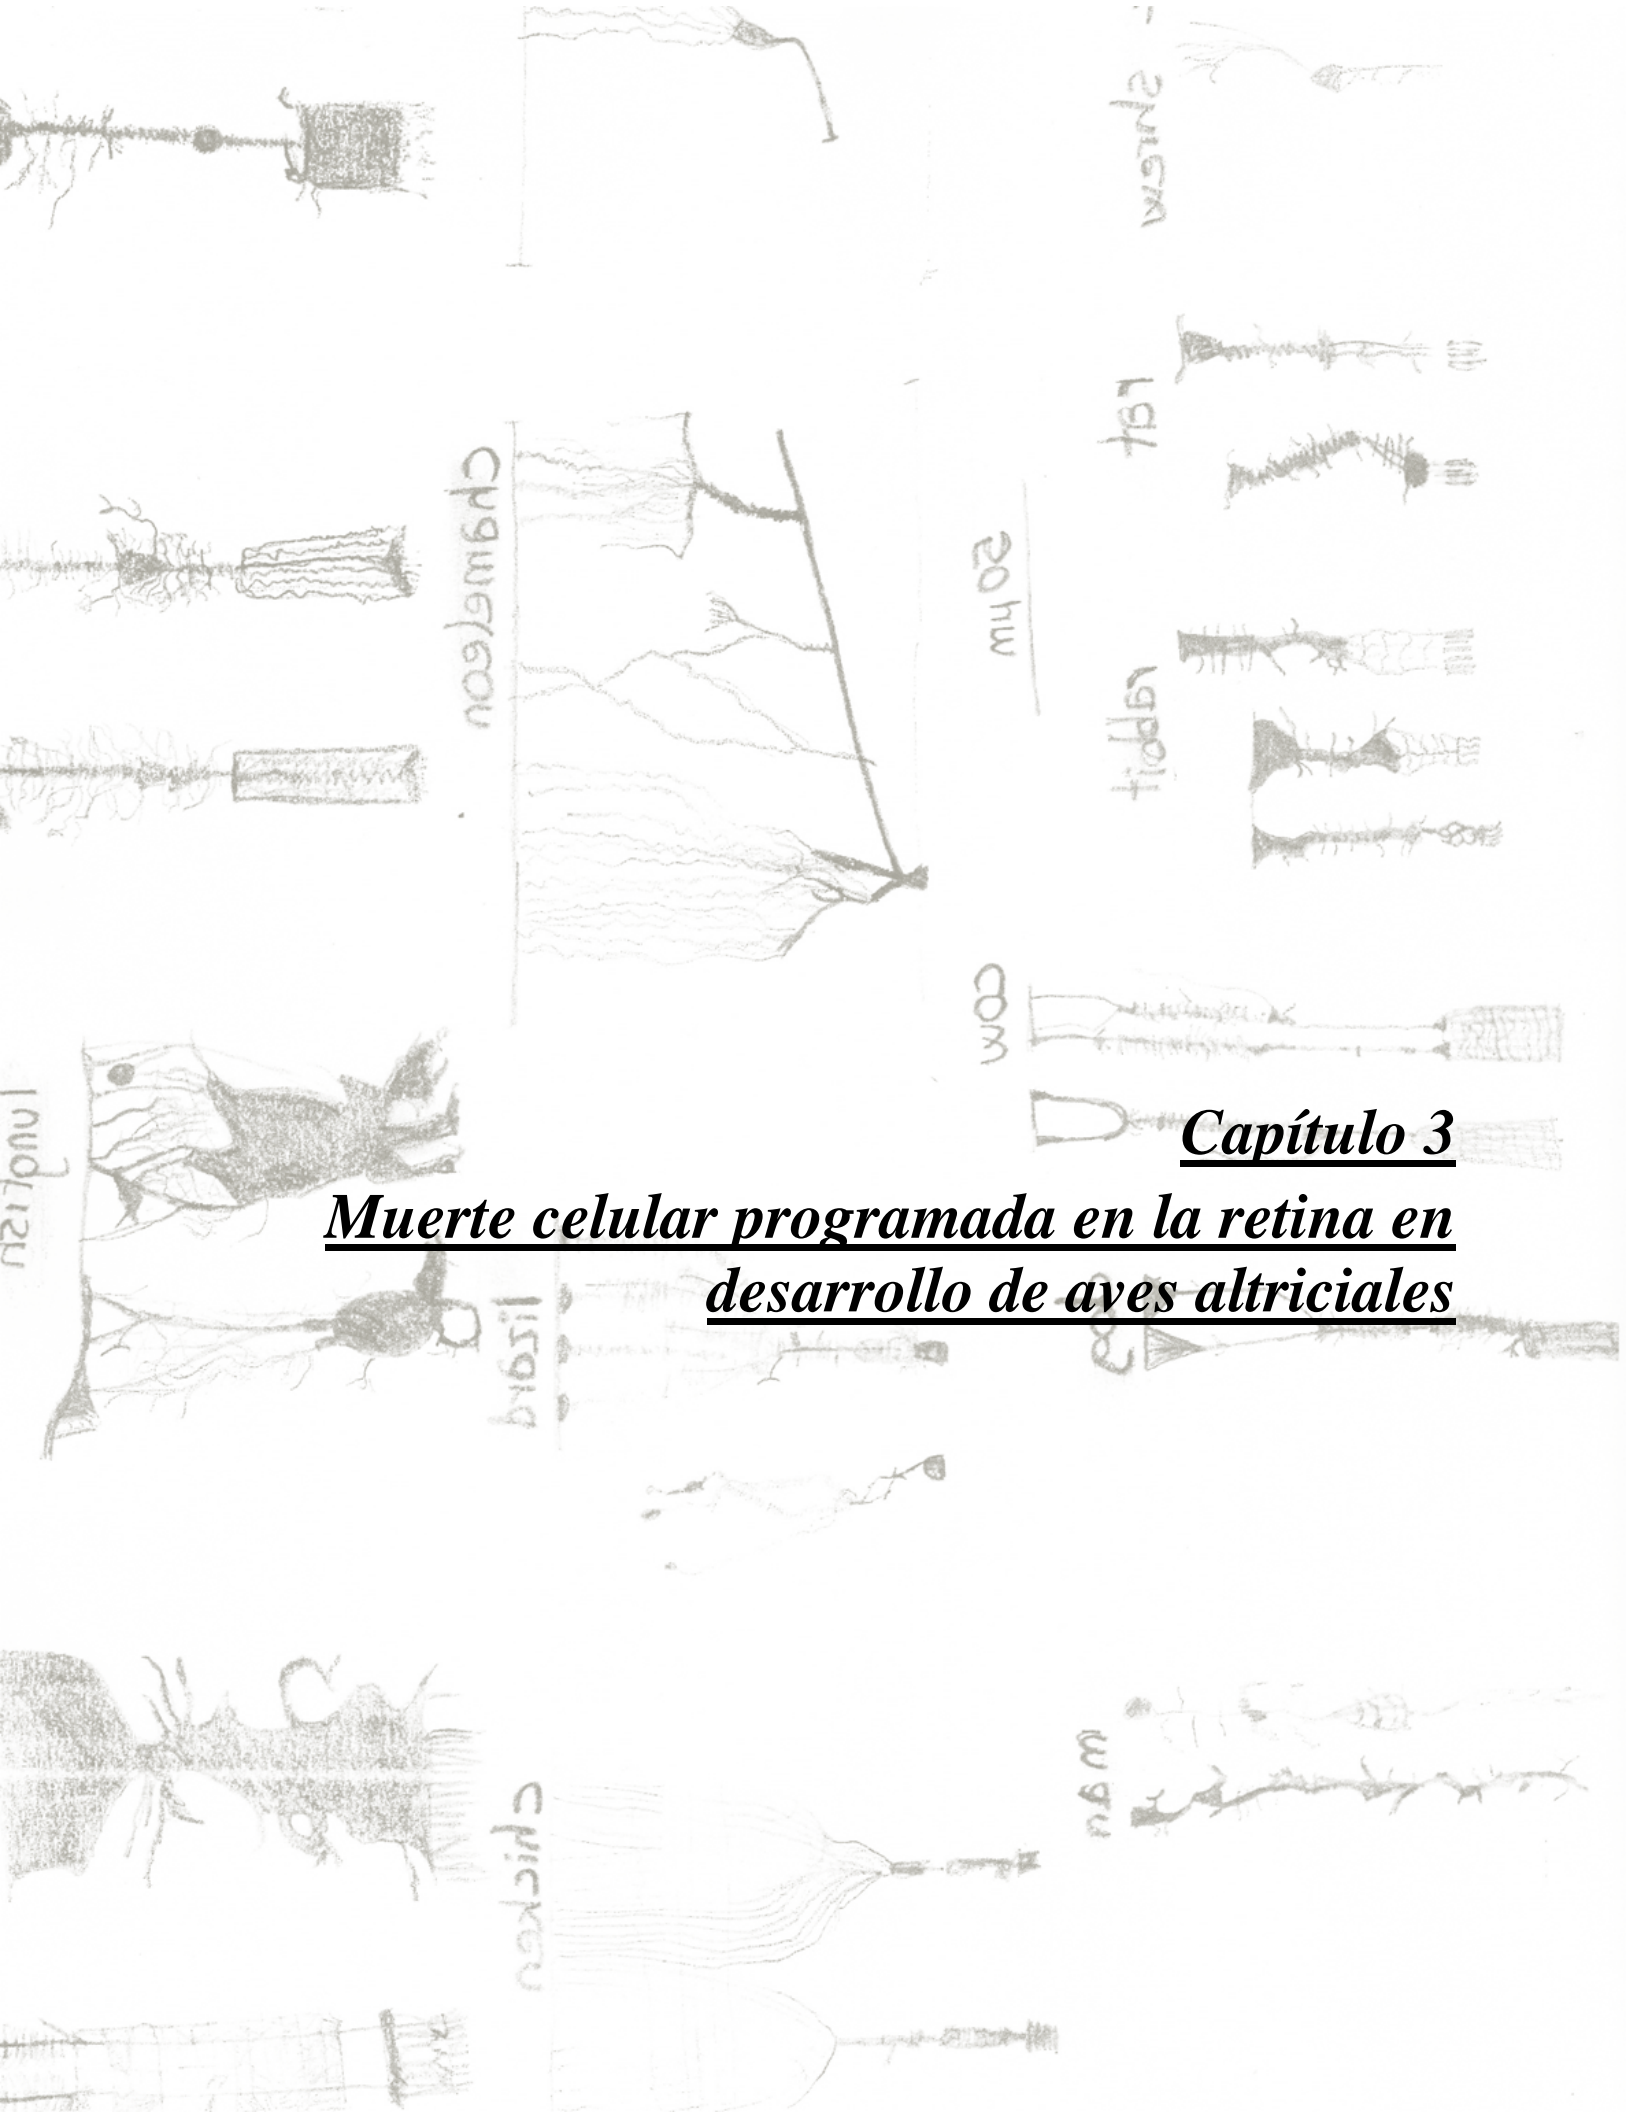 Shrew
rat
chameleon
50 µm
rabbit
cow
lungfish
Capítulo 3
Muerte celular programada en la retina en
desarrollo de aves altriciales
lizard
man
chicken